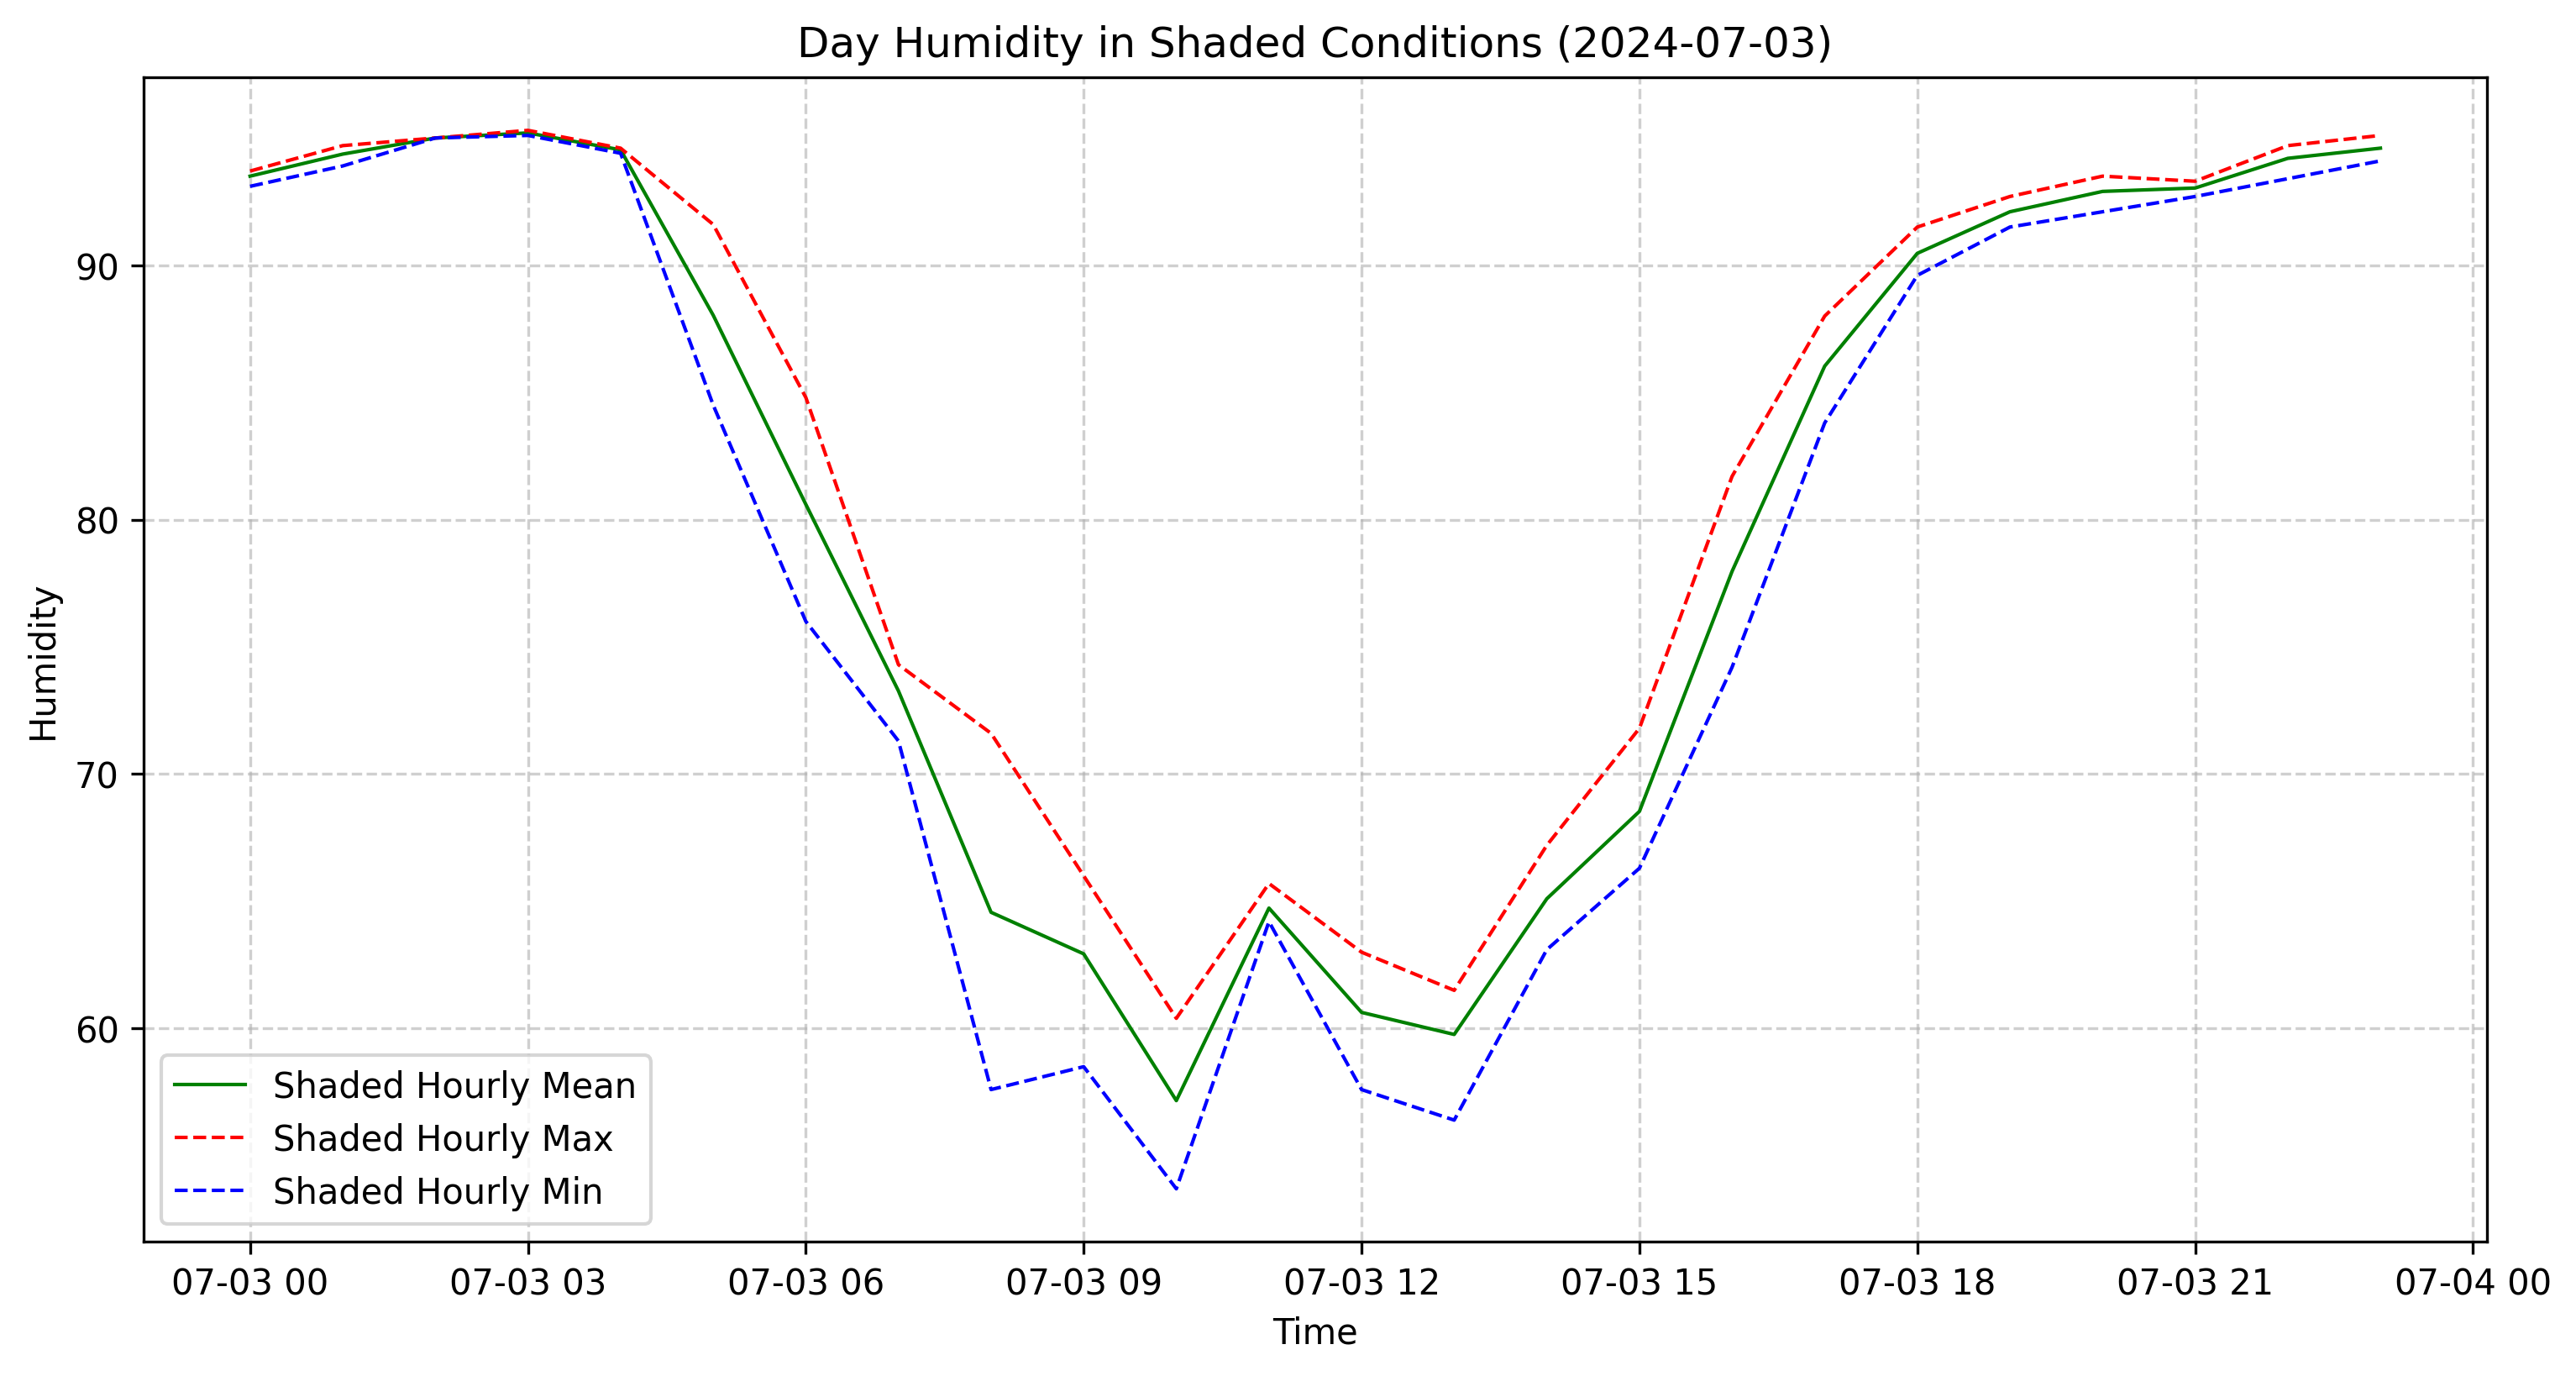 Day Humidity in Shaded Conditions (2024-07-03)
Humidity
90
80
70
60
Shaded Hourly Mean
Shaded Hourly Max
Shaded Hourly Min
07-03 00 07-03 03 07-03 06 07-03 09 07-03 12 07-03 15 07-03 18 07-03 21 07-04 00
Time